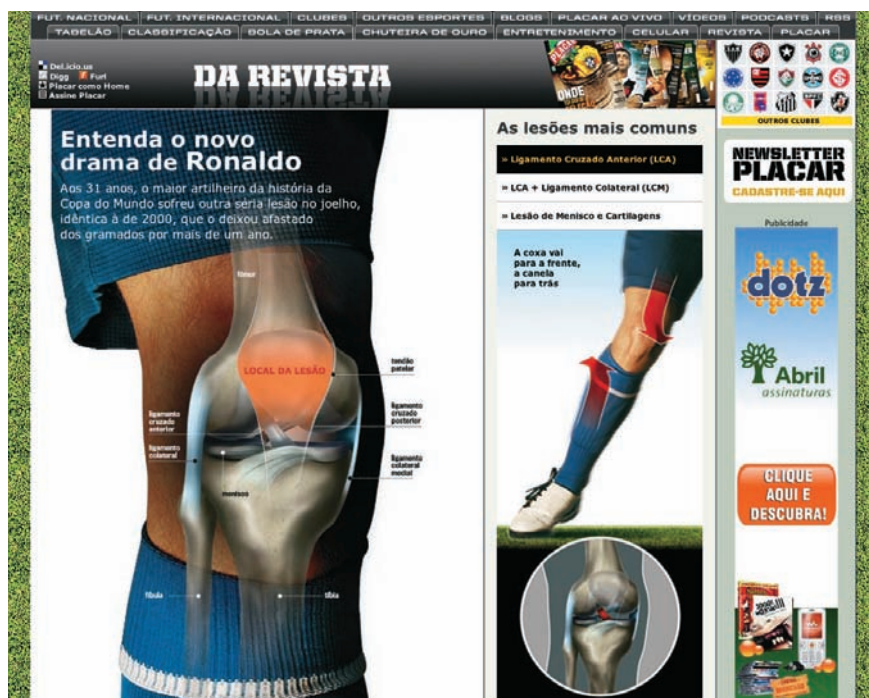 FUT. NACIONAL FUT. INTERNACIONAL CLUBES OUTROS ESPORTES BLOGS PLACAR AO VIVO VÍDEOS PODCASTS RSS
TABELÃO CLASSIFICAÇÃO BOLA DE PRATA CHUTEIRA DE OURO ENTRETENIMENTO CELULAR REVISTA PLACAR
Del.icio.us
Digg Furl
Placar como Home
Assine Placar
DA REVISTA
PLACAR
ONDE
OUTROS CLUBES
Entenda o novo
drama de Ronaldo
Aos 31 anos, o maior artilheiro da história da
Copa do Mundo sofreu outra séria lesão no joelho,
idêntica à de 2000, que o deixou afastado
dos gramados por mais de um ano.
fêmur
LOCAL DA LESÃO
tendão
patelar
ligamento
cruzado
anterior
ligamento
cruzado
posterior
ligamento
colateral
ligamento
colateral
medial
menisco
fíbula
tíbia
As lesões mais comuns
» Ligamento Cruzado Anterior (LCA)
» LCA + Ligamento Colateral (LCM)
» Lesão de Menisco e Cartilagens
A coxa vai
para a frente,
a canela
para trás
NEWSLETTER
PLACAR
CADASTRE-SE AQUI
Publicidade
dotz
Abril
assinaturas
CLIQUE
AQUI E
DESCUBRA!